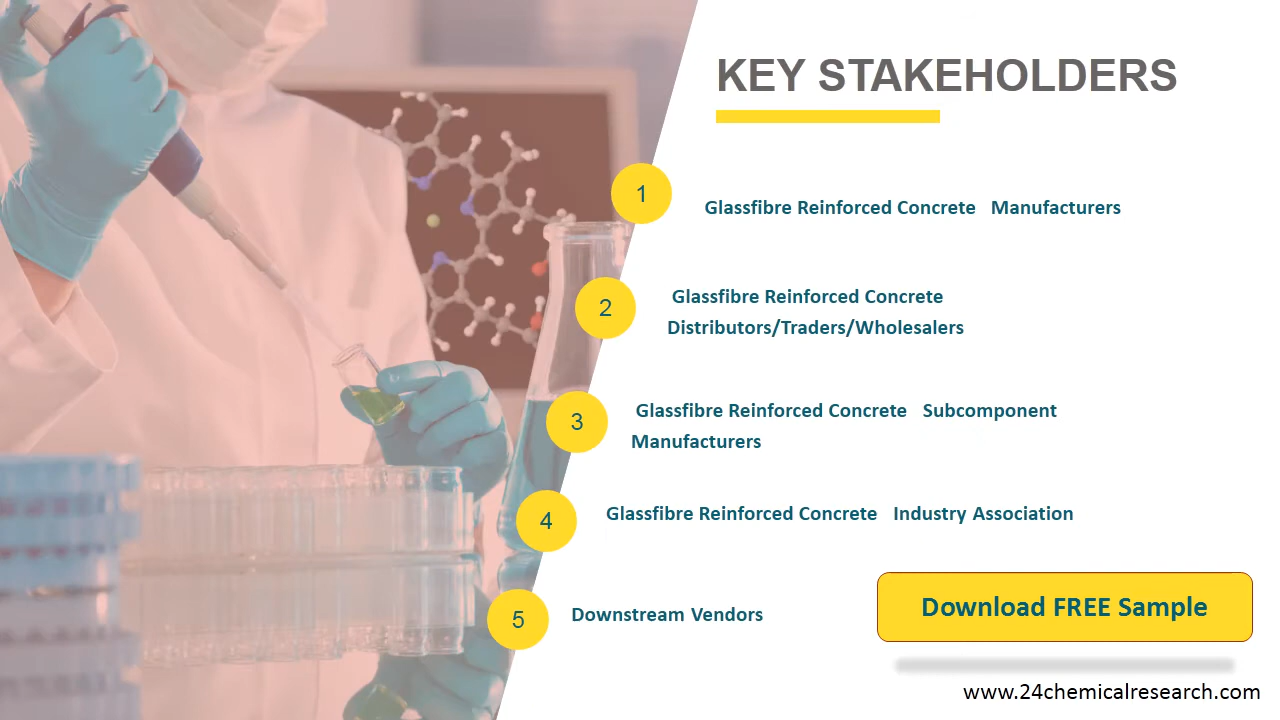 KEY STAKEHOLDERS
1
Glassfibre Reinforced Concrete Manufacturers
2
Glassfibre Reinforced Concrete
Distributors/Traders/Wholesalers
3
Glassfibre Reinforced Concrete Subcomponent
Manufacturers
4
Glassfibre Reinforced Concrete Industry Association
5
Downstream Vendors
Download FREE Sample
www.24chemicalresearch.com